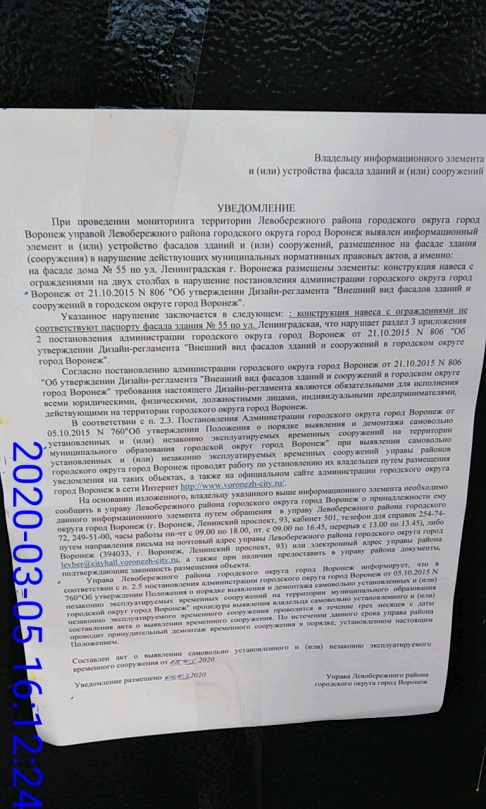 Владельцу информационного элемента
и (или) устройства фасада зданий и (или) сооружений
УВЕДОМЛЕНИЕ
При проведении мониторинга территории Левобережного района городского округа город
Воронеж управой Левобережного района городского округа город Воронеж выявлен информационный
элемент и (или) устройство фасадов зданий и (или) сооружений, размещенное на фасаде здания
(сооружения) в нарушение действующих муниципальных нормативных правовых актов, а именно:
на фасаде дома № 55 по ул. Ленинградская г. Воронежа размещены элементы: конструкция навеса с
ограждениями на двух столбах в нарушение постановления администрации городского округа город
Воронеж от 21.10.2015 N 806 "Об утверждении Дизайн-регламента "Внешний вид фасадов зданий и
сооружений в городском округе город Воронеж".
Указанное нарушение заключается в следующем: : конструкция навеса с ограждениями не
соответствуют паспорту фасада здания № 55 по ул. Ленинградская, что нарушает раздел 3 приложения
2 постановления администрации городского округа город Воронеж от 21.10.2015 N 806 "Об
утверждении Дизайн-регламента "Внешний вид фасадов зданий и сооружений в городском округе
город Воронеж".
Согласно постановлению администрации городского округа город Воронеж от 21.10.2015 N 806
"Об утверждении Дизайн-регламента "Внешний вид фасадов зданий и сооружений в городском округе
город Воронеж" требования настоящего Дизайн-регламента являются обязательными для исполнения
всеми юридическими, физическими, должностными лицами, индивидуальными предпринимателями,
действующими на территории городского округа город Воронеж.
В соответствии с п. 2.3. Постановления Администрации городского округа город Воронеж от
05.10.2015 N 760"Об утверждении Положения о порядке выявления и демонтажа самовольно
установленных и (или) незаконно эксплуатируемых временных сооружений на территории
муниципального образования городской округ город Воронеж" при выявлении самовольно
установленных и (или) незаконно эксплуатируемых временных сооружений управы районов
городского округа город Воронеж проводят работу по установлению их владельцев путем размещения
уведомления на таких объектах, а также на официальном сайте администрации городского округа
город Воронеж в сети Интернет http://www.voronezh-city.ru/.
На основании изложенного, владельцу указанного выше информационного элемента необходимо
сообщить в управу Левобережного района городского округа город Воронеж о принадлежности ему
данного информационного элемента путем обращения в управу Левобережного района городского
округа город Воронеж (г. Воронеж, Ленинский проспект, 93, кабинет 501, телефон для справок 254-74-
72, 249-51-00, часы работы пн-чт с 09.00 по 18.00, пт. с 09.00 по 16.45, перерыв с 13.00 по 13.45), либо
путем направления письма на почтовый адрес управы Левобережного района городского округа город
Воронеж (394033, г. Воронеж, Ленинский проспект, 93) или электронный адрес управы района
levber@cityhall.voronezh-city.ru, а также при наличии предоставить в управу района документы,
подтверждающие законность размещения объекта.
Управа Левобережного района городского округа город Воронеж информирует, что в
соответствии с п. 2.5 постановления администрации городского округа город Воронеж от 05.10.2015 N
760"Об утверждении Положения о порядке выявления и демонтажа самовольно установленных и (или)
незаконно эксплуатируемых временных сооружений на территории муниципального образования
городской округ город Воронеж" процедура выявления владельца самовольно установленного и (или)
незаконно эксплуатируемого временного сооружения проводится в течение трех месяцев с даты
составления акта о выявлении временного сооружения. По истечении данного срока управа района
проводит принудительный демонтаж временного сооружения в порядке, установленном настоящим
Положением.
Составлен акт о выявлении самовольно установленного и (или) незаконно эксплуатируемого
временного сооружения от 2020.
Уведомление размещено 2020.
Управа Левобережного района
городского округа город Воронеж
2020-03-05 16:12:24